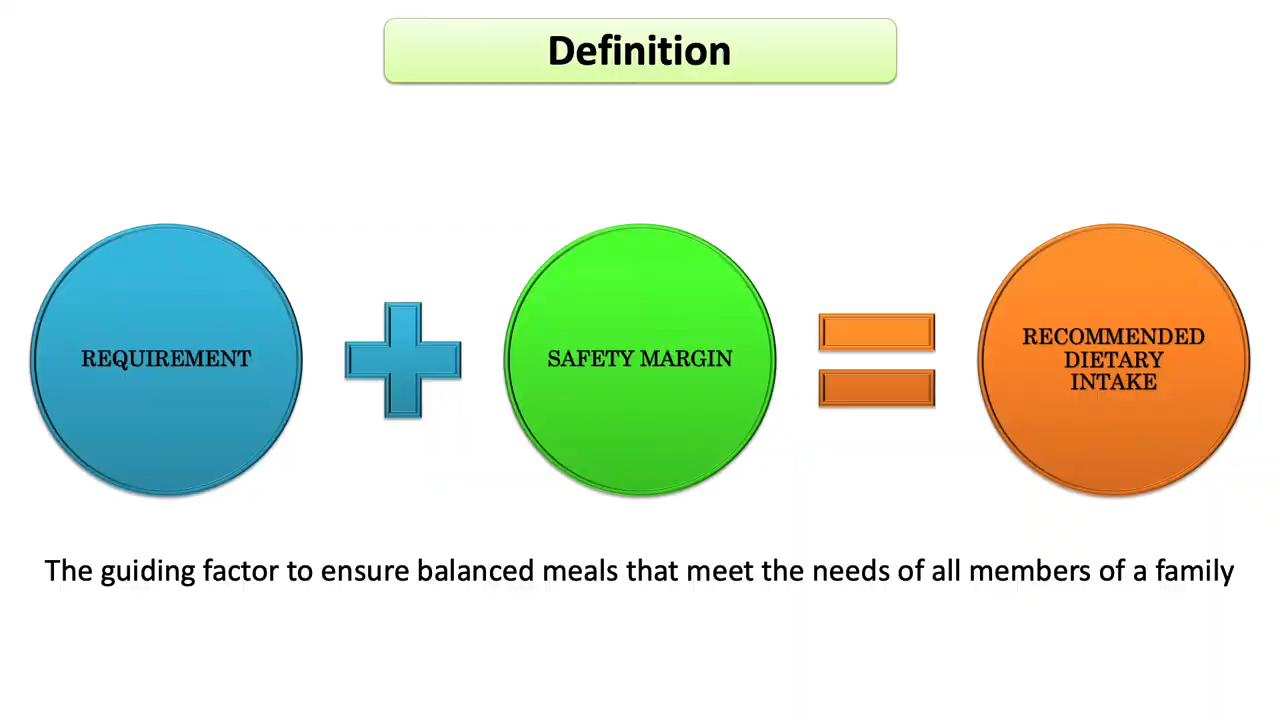 Definition
REQUIREMENT
SAFETY MARGIN
RECOMMENDED
DIETARY
INTAKE
The guiding factor to ensure balanced meals that meet the needs of all members of a family